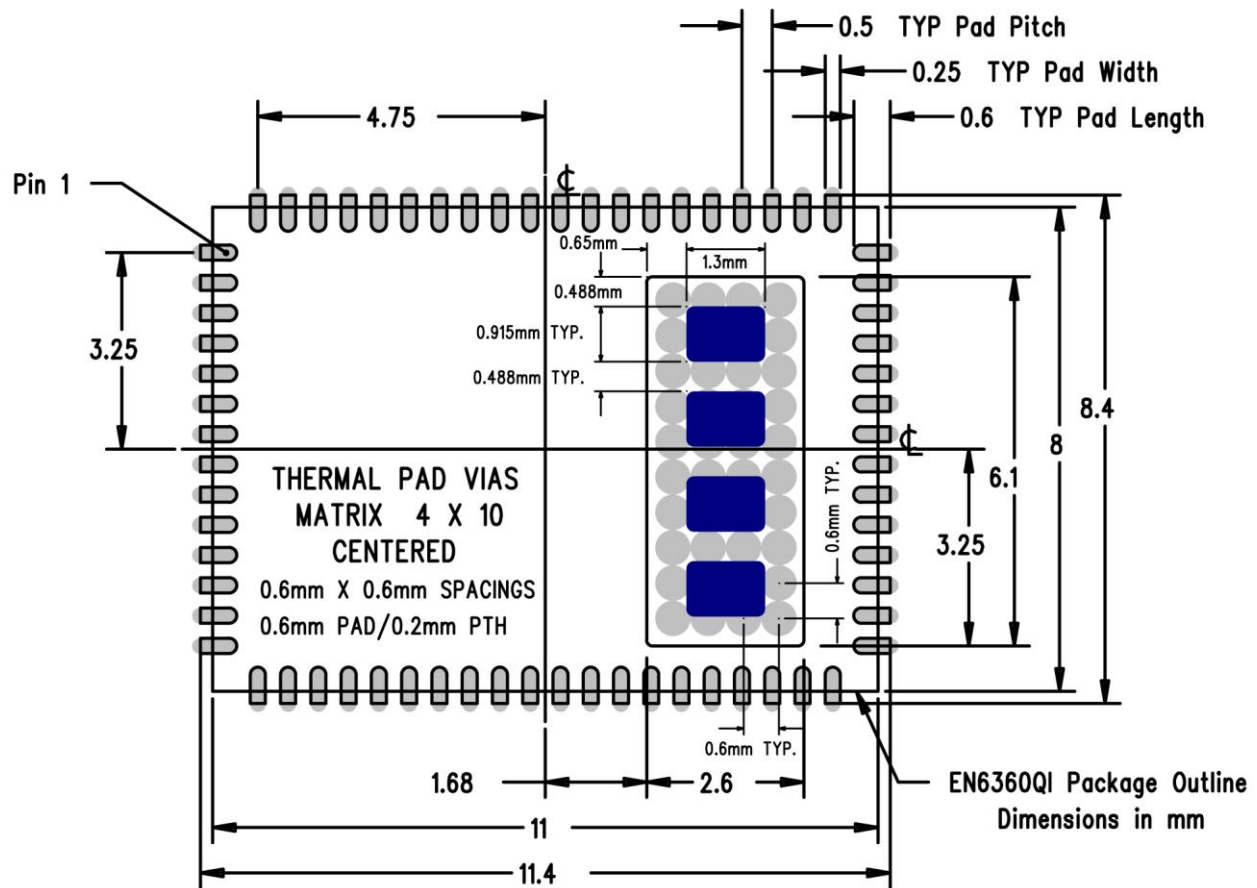 0.5 TYP Pad Pitch
0.25 TYP Pad Width
4.75
0.6 TYP Pad Length
Pin 1
℄
0.65mm
1.3mm
0.488mm
0.915mm TYP.
3.25
0.488mm TYP.
8.4
℄
8
6.1
THERMAL PAD VIAS
MATRIX 4 X 10
CENTERED
0.6mm X 0.6mm SPACINGS
0.6mm PAD/0.2mm PTH
0.6mm TYP.
3.25
0.6mm TYP.
1.68
2.6
EN6360QI Package Outline
Dimensions in mm
11
11.4